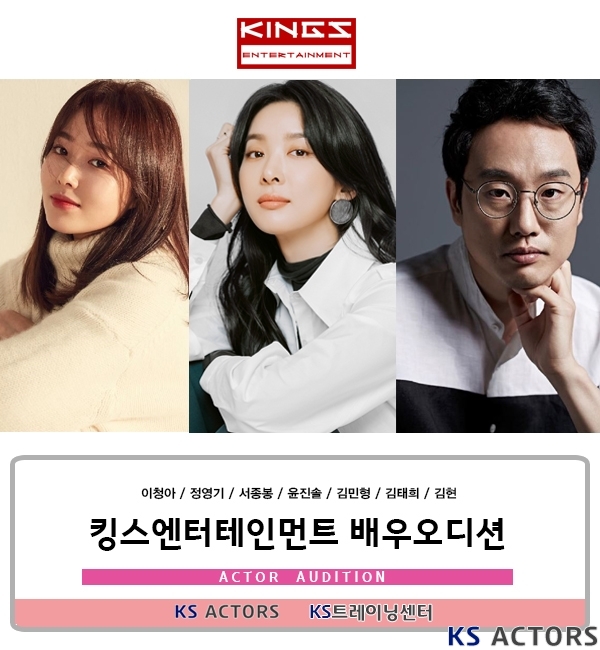 KINGS
ENTERTAINMENT
이청아 / 정영기 / 서종봉 / 윤진솔 / 김민형 / 김태희 / 김현
킹스엔터테인먼트 배우오디션
ACTOR AUDITION
KS ACTORS KS트레이닝센터
KS ACTORS